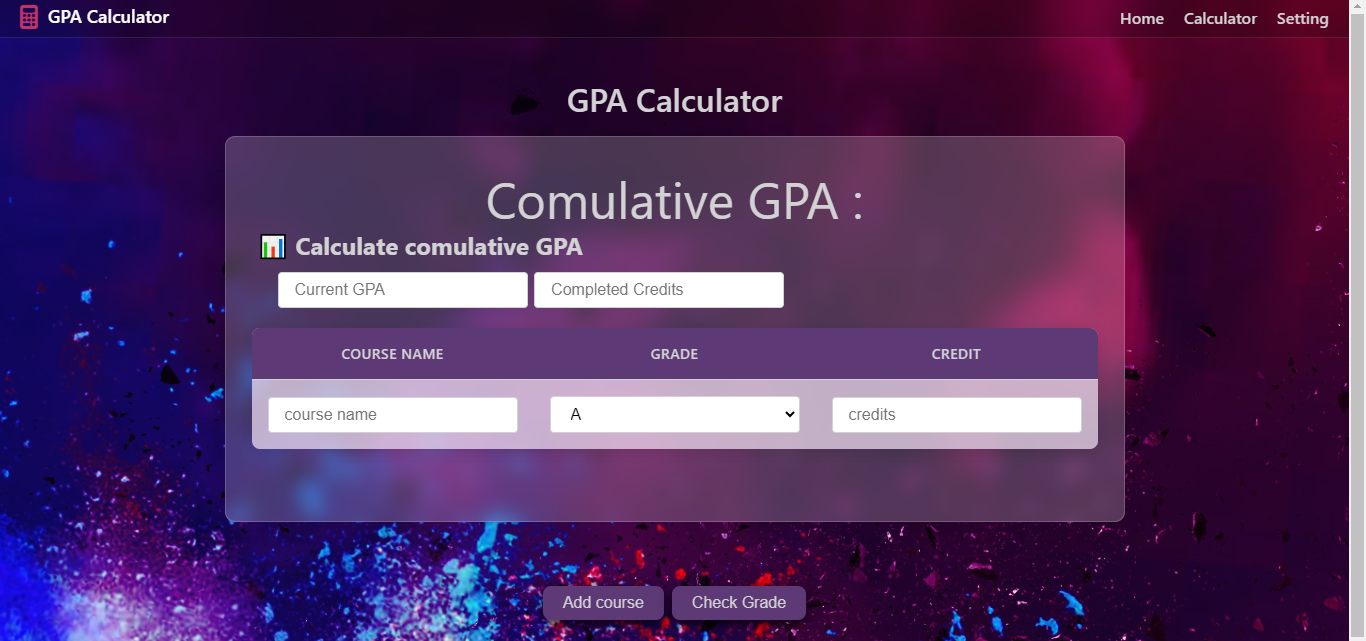 GPA Calculator
Home Calculator Setting
GPA Calculator
Comulative GPA :
Calculate comulative GPA
Current GPA Completed Credits
COURSE NAME GRADE CREDIT
course name A credits
Add course Check Grade